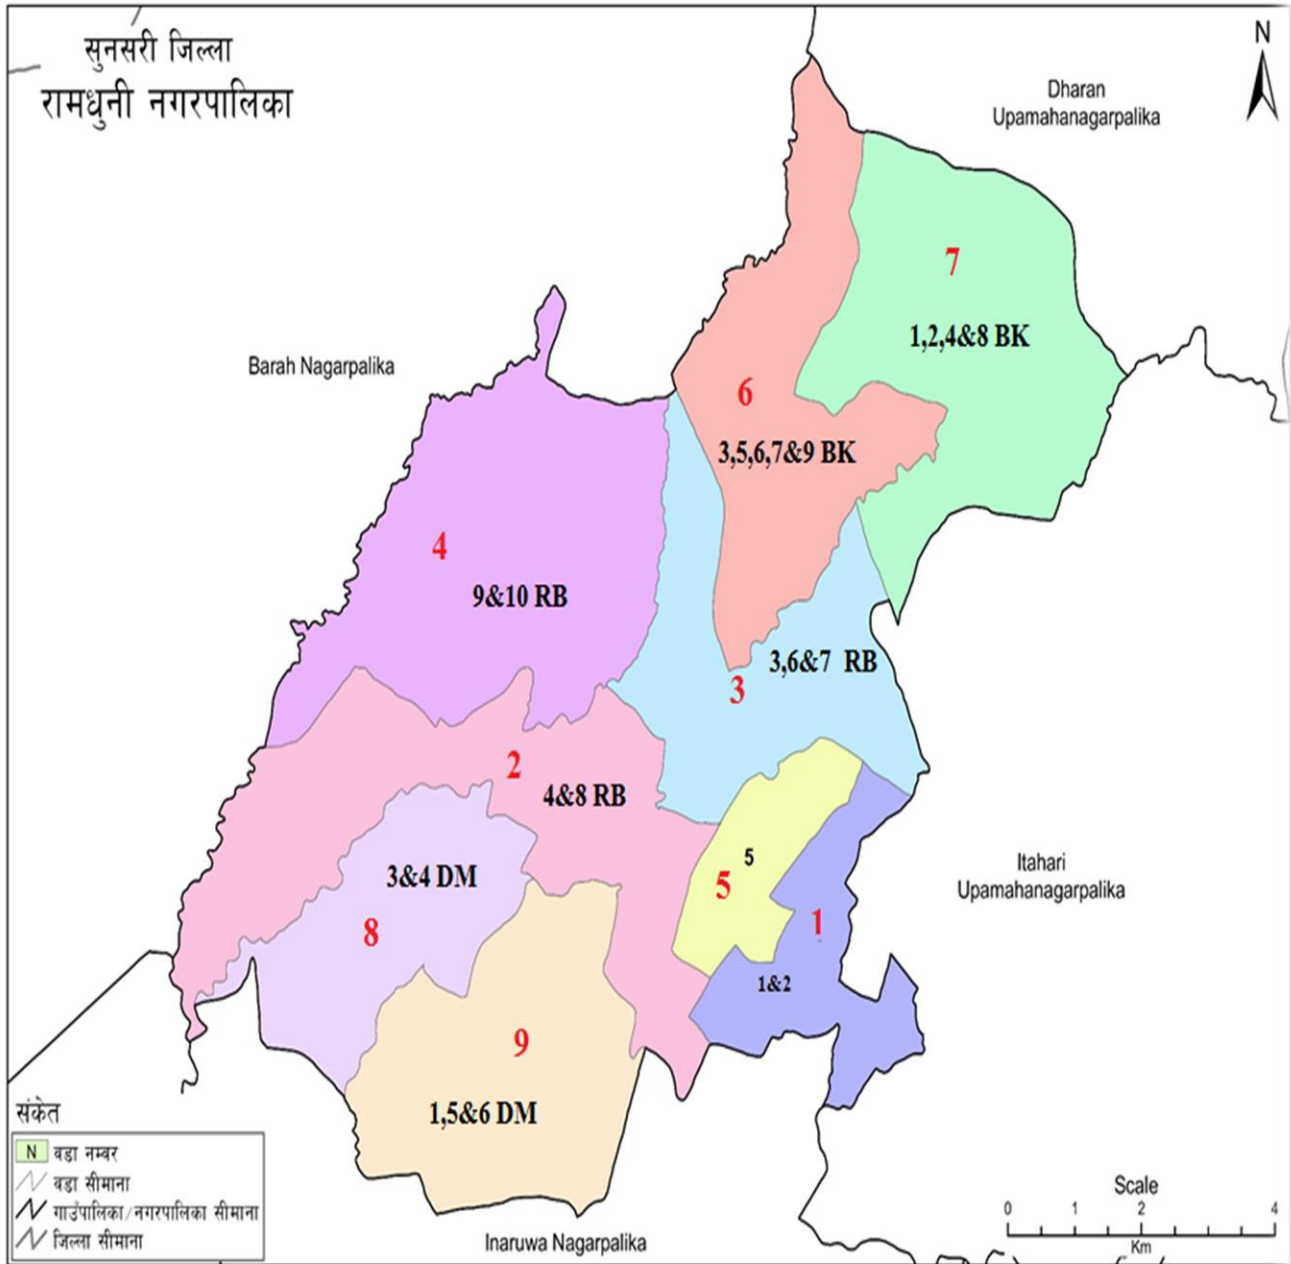 सुनसरी जिल्ला
रामधुनी नगरपालिका
N
Dharan
Upamahanagarpalika
7
1,2,4&8 BK
Barah Nagarpalika
6
3,5,6,7&9 BK
4
9&10 RB
3,6&7 RB
3
2
4&8 RB
5
5
3&4 DM
Itahari
Upamahanagarpalika
8
1
1&2
9
1,5&6 DM
संकेत
N वडा नम्बर
वडा सीमाना
गाउँपालिका/नगरपालिका सीमाना
जिल्ला सीमाना
Scale
0 1 2 4
Km
Inaruwa Nagarpalika